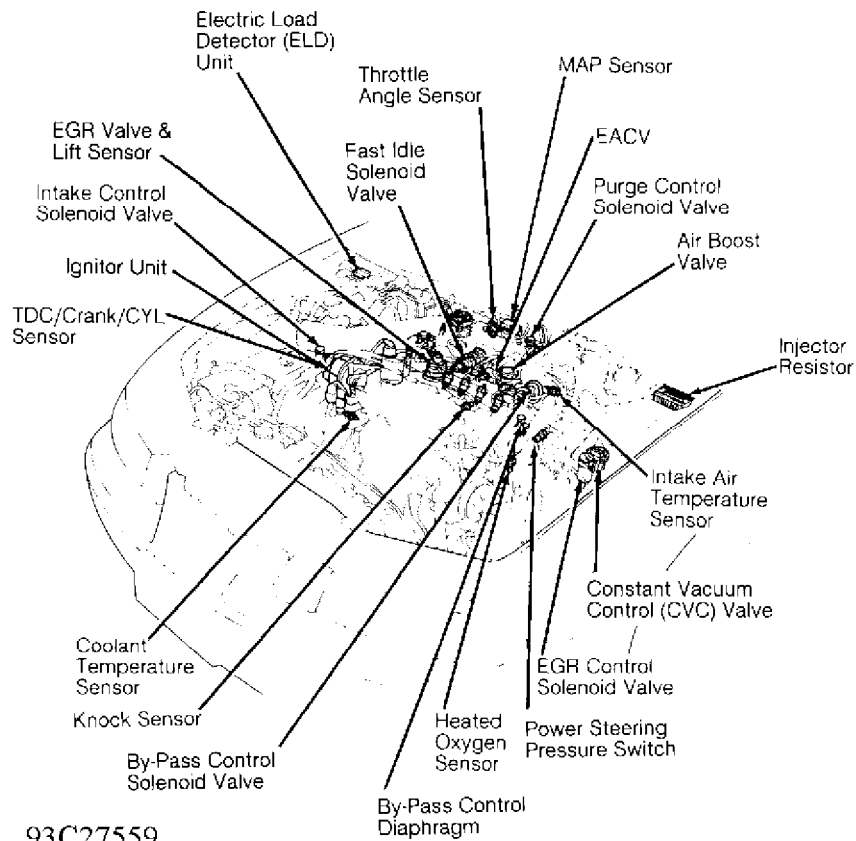 Electric Load
Detector (ELD)
Unit
Throttle
Angle Sensor
MAP Sensor
EGR Valve &
Lift Sensor
Fast Idle
Solenoid
Valve
EACV
Intake Control
Solenoid Valve
Purge Control
Solenoid Valve
Ignitor Unit
Air Boost
Valve
TDC/Crank/CYL
Sensor
Injector
Resistor
Intake Air
Temperature
Sensor
Constant Vacuum
Control (CVC) Valve
Coolant
Temperature
Sensor
EGR Control
Solenoid Valve
Knock Sensor
Heated
Oxygen
Sensor
Power Steering
Pressure Switch
By-Pass Control
Solenoid Valve
By-Pass Control
Diaphragm
93C27559